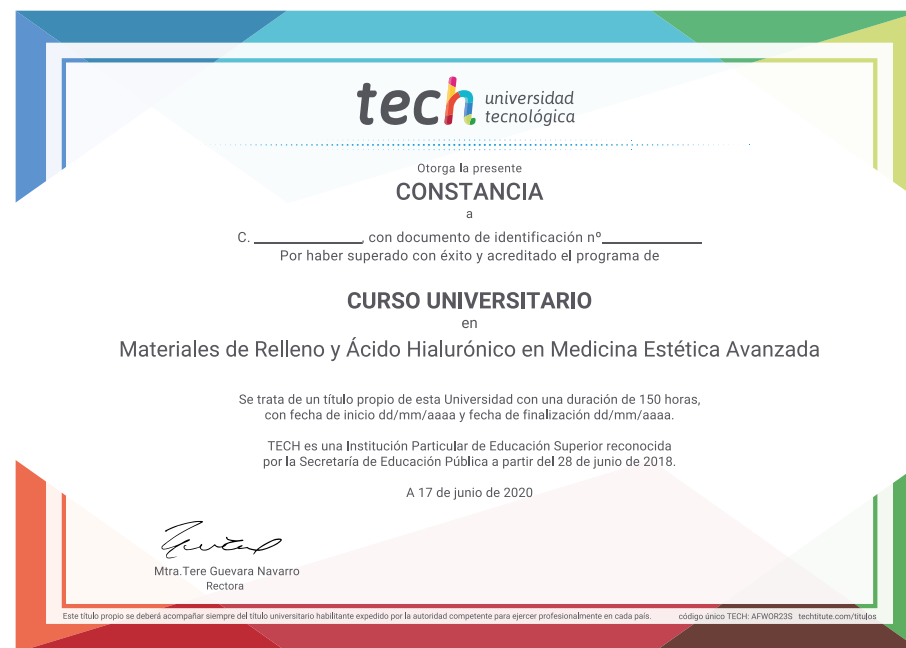 tech universidad
tecnológica
Otorga la presente
CONSTANCIA
a
C. ______________, con documento de identificación nº_____________
Por haber superado con éxito y acreditado el programa de
CURSO UNIVERSITARIO
en
Materiales de Relleno y Ácido Hialurónico en Medicina Estética Avanzada
Se trata de un título propio de esta Universidad con una duración de 150 horas,
con fecha de inicio dd/mm/aaaa y fecha de finalización dd/mm/aaaa.
TECH es una Institución Particular de Educación Superior reconocida
por la Secretaría de Educación Pública a partir del 28 de junio de 2018.
A 17 de junio de 2020
Mtra.Tere Guevara Navarro
Rectora
Este título propio se deberá acompañar siempre del título universitario habilitante expedido por la autoridad competente para ejercer profesionalmente en cada país. código único TECH: AFWOR23S techtitute.com/titulos